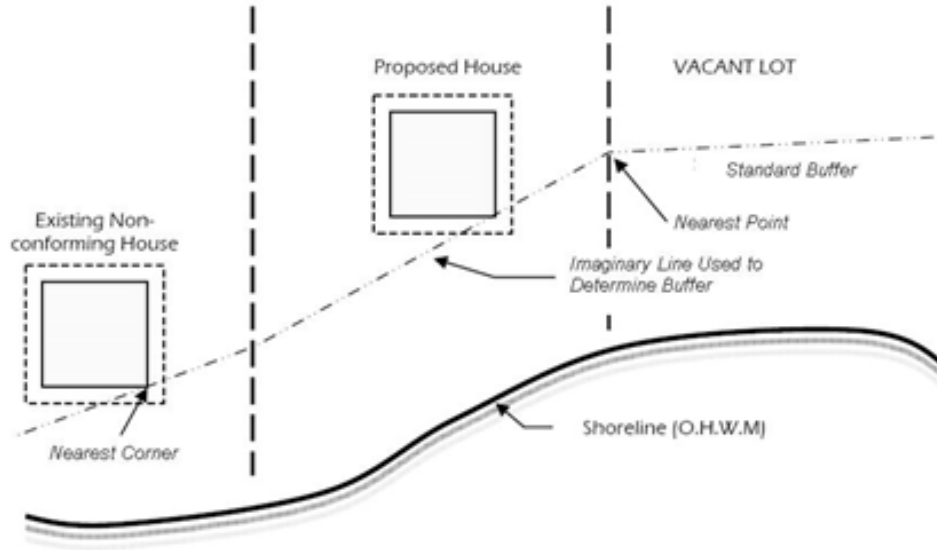 Proposed House
VACANT LOT
Standard Buffer
Nearest Point
Existing Non-
conforming House
Imaginary Line Used to
Determine Buffer
Nearest Corner
Shoreline (O.H.W.M)